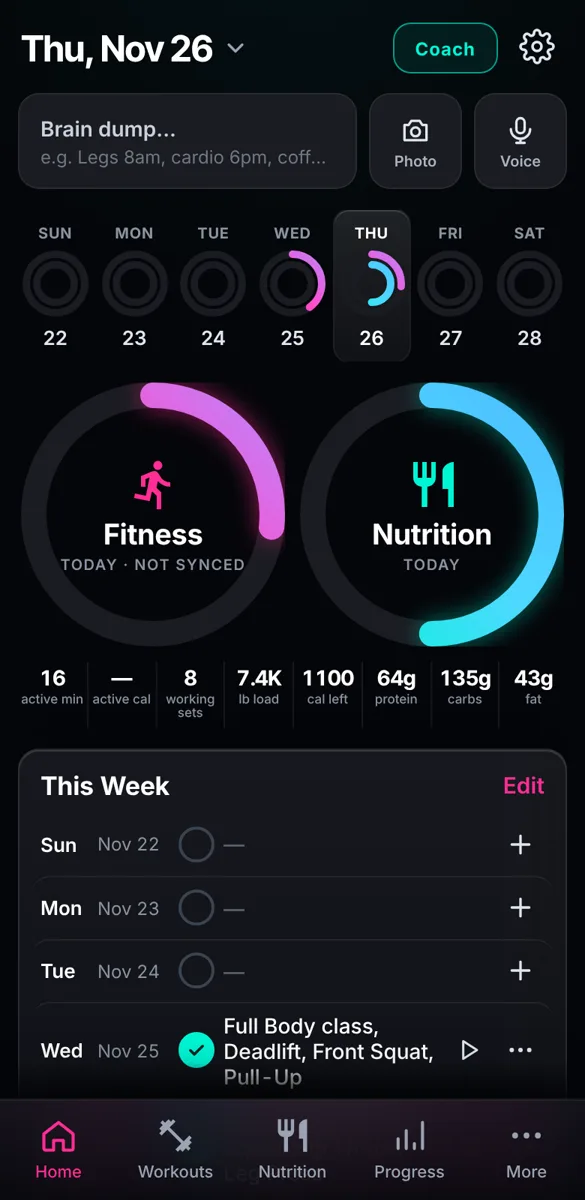 Thu, Nov 26
Coach
Brain dump...
e.g. Legs 8am, cardio 6pm, coff...
Photo
Voice
SUN MON TUE WED THU FRI SAT
22 23 24 25 26 27 28
Fitness
TODAY · NOT SYNCED
Nutrition
TODAY
16 — 8 7.4K 1100 64g 135g 43g
active min active cal working sets lb load cal left protein carbs fat
This Week
Edit
Sun Nov 22 —
Mon Nov 23 —
Tue Nov 24 —
Wed Nov 25
Full Body class,
Deadlift, Front Squat,
Pull-Up
Home Workouts Nutrition Progress More